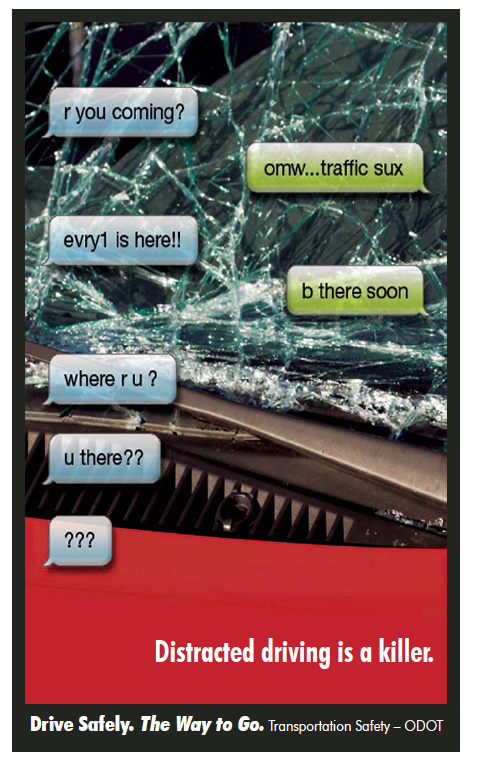 r you coming?
omw...traffic sux
evry1 is here!!
b there soon
where r u ?
u there??
???
Distracted driving is a killer.
Drive Safely. The Way to Go. Transportation Safety – ODOT